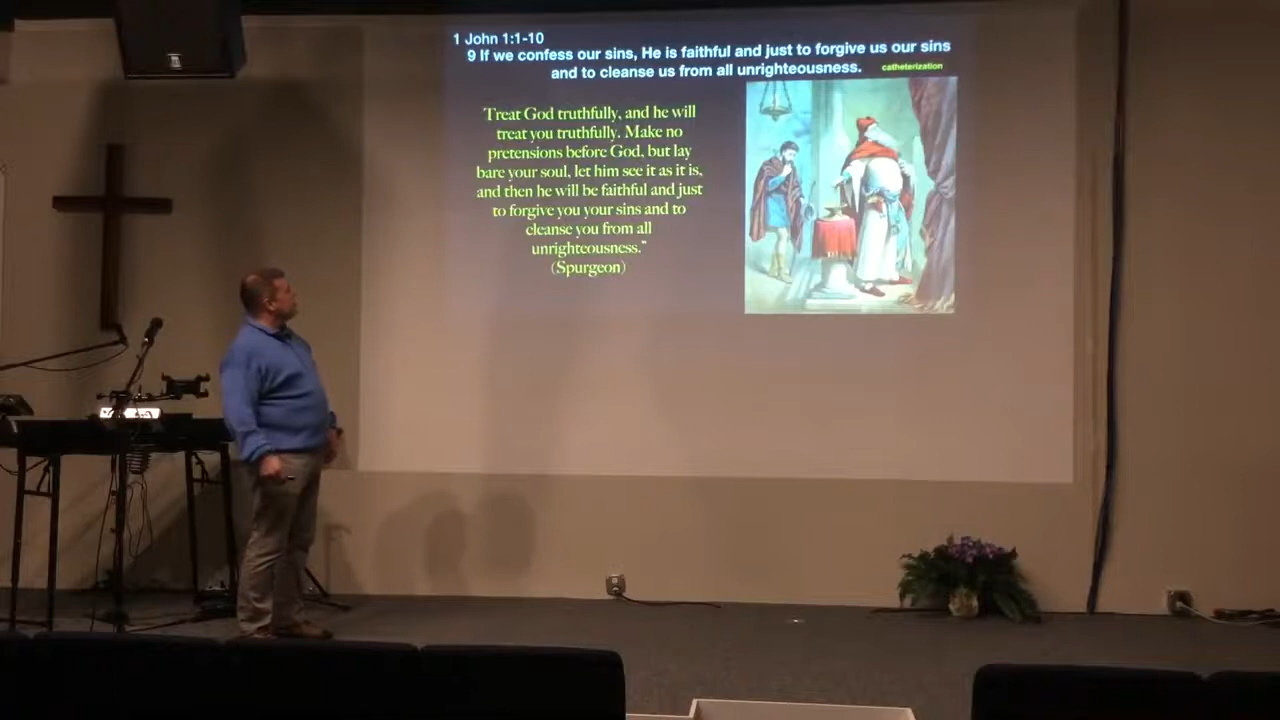 1 John 1:1-10
9 If we confess our sins, He is faithful and just to forgive us our sins
and to cleanse us from all unrighteousness.
catheterization
"Treat God truthfully, and he will
treat you truthfully. Make no
pretensions before God, but lay
bare your soul, let him see it as it is,
and then he will be faithful and just
to forgive you your sins and to
cleanse you from all
unrighteousness."
(Spurgeon)